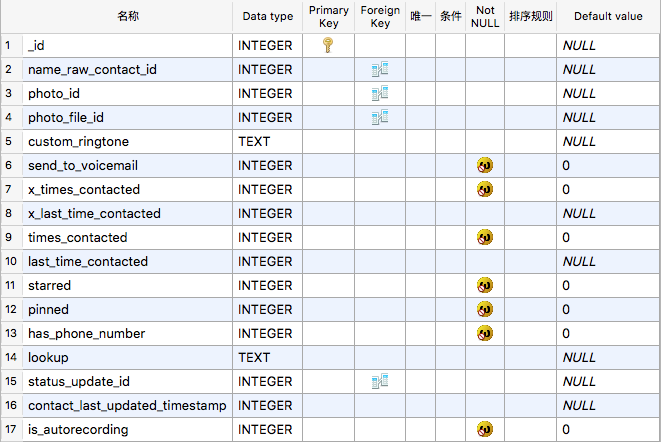 名称 Data type Primary Key Foreign Key 唯一 条件 Not NULL 排序规则 Default value
1 _id INTEGER NULL
2 name_raw_contact_id INTEGER NULL
3 photo_id INTEGER NULL
4 photo_file_id INTEGER NULL
5 custom_ringtone TEXT NULL
6 send_to_voicemail INTEGER 0
7 x_times_contacted INTEGER 0
8 x_last_time_contacted INTEGER NULL
9 times_contacted INTEGER 0
10 last_time_contacted INTEGER NULL
11 starred INTEGER 0
12 pinned INTEGER 0
13 has_phone_number INTEGER 0
14 lookup TEXT NULL
15 status_update_id INTEGER NULL
16 contact_last_updated_timestamp INTEGER NULL
17 is_autorecording INTEGER 0